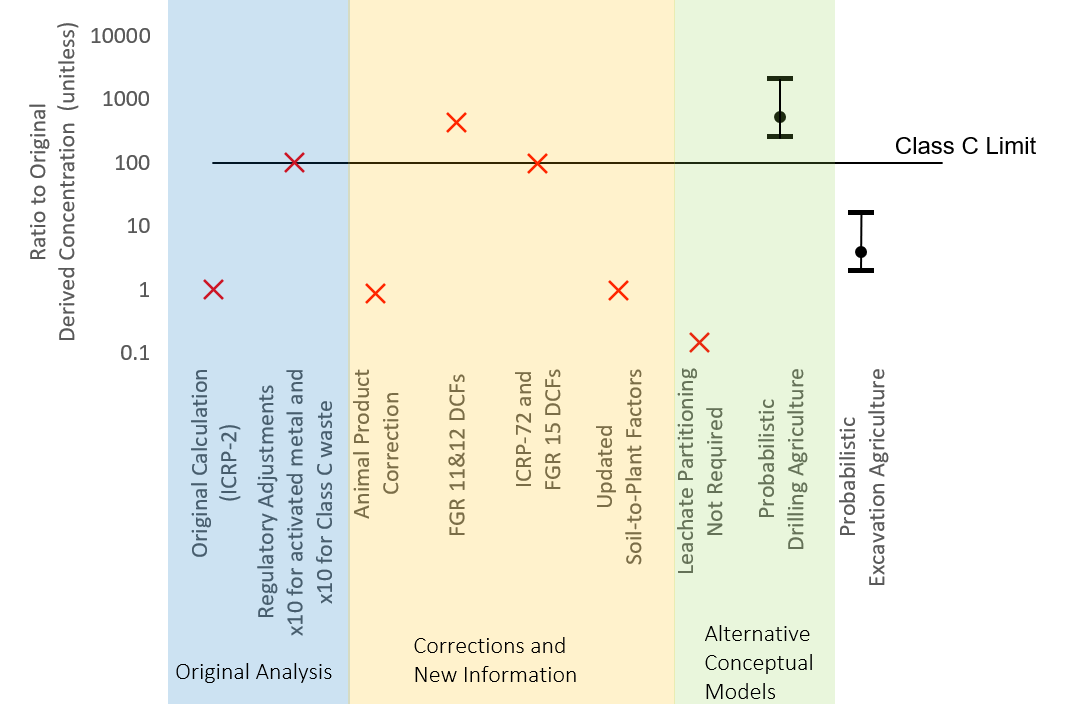 Ratio to Original
Derived Concentration (unitless)
10000
1000
100
10
1
0.1
Class C Limit
Original Calculation
(ICRP-2)
Regulatory Adjustments
x10 for activated metal and
x10 for Class C waste
Animal Product
Correction
FGR 11&12 DCFs
ICRP-72 and
FGR 15 DCFs
Updated
Soil-to-Plant Factors
Leachate Partitioning
Not Required
Probabilistic
Drilling Agriculture
Probabilistic
Excavation Agriculture
Original Analysis
Corrections and
New Information
Alternative
Conceptual
Models